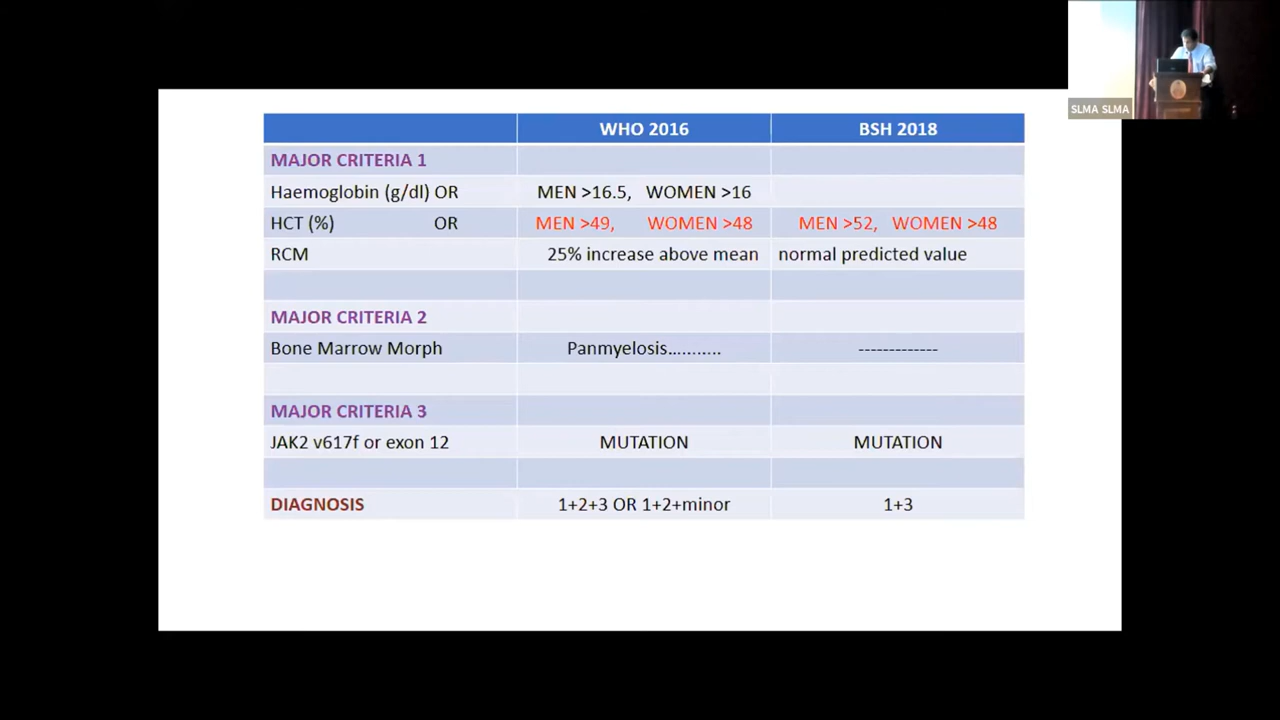 SLMA SLMA
WHO 2016 BSH 2018
MAJOR CRITERIA 1
Haemoglobin (g/dl) OR MEN >16.5, WOMEN >16
HCT (%) OR MEN >49, WOMEN >48 MEN >52, WOMEN >48
RCM 25% increase above mean normal predicted value
MAJOR CRITERIA 2
Bone Marrow Morph Panmyelosis.......... -------------
MAJOR CRITERIA 3
JAK2 v617f or exon 12 MUTATION MUTATION
DIAGNOSIS 1+2+3 OR 1+2+minor 1+3